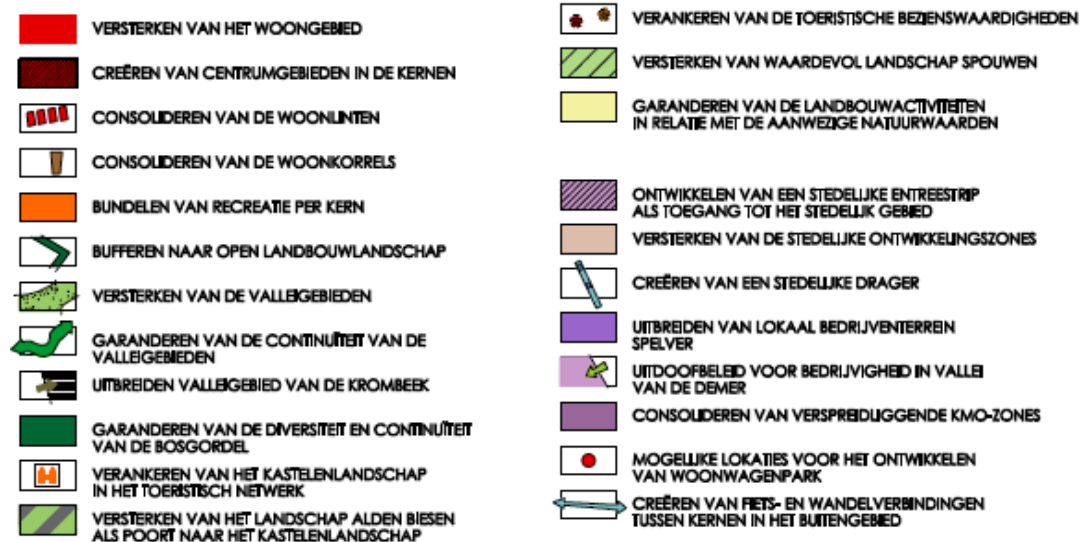 VERSTERKEN VAN HET WOONGEBIED
CREËREN VAN CENTRUMGEBIEDEN IN DE KERNEN
CONSOLIDEREN VAN DE WOONLINTEN
CONSOLIDEREN VAN DE WOONKORRELS
BUNDELEN VAN RECREATIE PER KERN
BUFFEREN NAAR OPEN LANDBOUWLANDSCHAP
VERSTERKEN VAN DE VALLEIGEBIEDEN
GARANDEREN VAN DE CONTINUÏTEIT VAN DE
VALLEIGEBIEDEN
UITBREIDEN VALLEIGEBIED VAN DE KROMBEEK
GARANDEREN VAN DE DIVERSITEIT EN CONTINUÏTEIT
VAN DE BOSGORDEL
VERANKEREN VAN HET KASTELENLANDSCHAP
IN HET TOERISTISCH NETWERK
VERSTERKEN VAN HET LANDSCHAP ALDEN BIESEN
ALS POORT NAAR HET KASTELENLANDSCHAP
VERANKEREN VAN DE TOERISTISCHE BEZIENSWAARDIGHEDEN
VERSTERKEN VAN WAARDEVOL LANDSCHAP SPOUWEN
GARANDEREN VAN DE LANDBOUWACTIVITEITEN
IN RELATIE MET DE AANWEZIGE NATUURWAARDEN
ONTWIKKELEN VAN EEN STEDELIJKE ENTREESTRIP
ALS TOEGANG TOT HET STEDELIJK GEBIED
VERSTERKEN VAN DE STEDELIJKE ONTWIKKELINGSZONES
CREËREN VAN EEN STEDELIJKE DRAGER
UITBREIDEN VAN LOKAAL BEDRIJVENTERREIN
SPELVER
UITDOOFBELEID VOOR BEDRIJVIGHEID IN VALLEI
VAN DE DEMER
CONSOLIDEREN VAN VERSPREIDLIGGENDE KMO-ZONES
MOGELIJKE LOKATIES VOOR HET ONTWIKKELEN
VAN WOONWAGENPARK
CREËREN VAN FIETS- EN WANDELVERBINDINGEN
TUSSEN KERNEN IN HET BUITENGEBIED